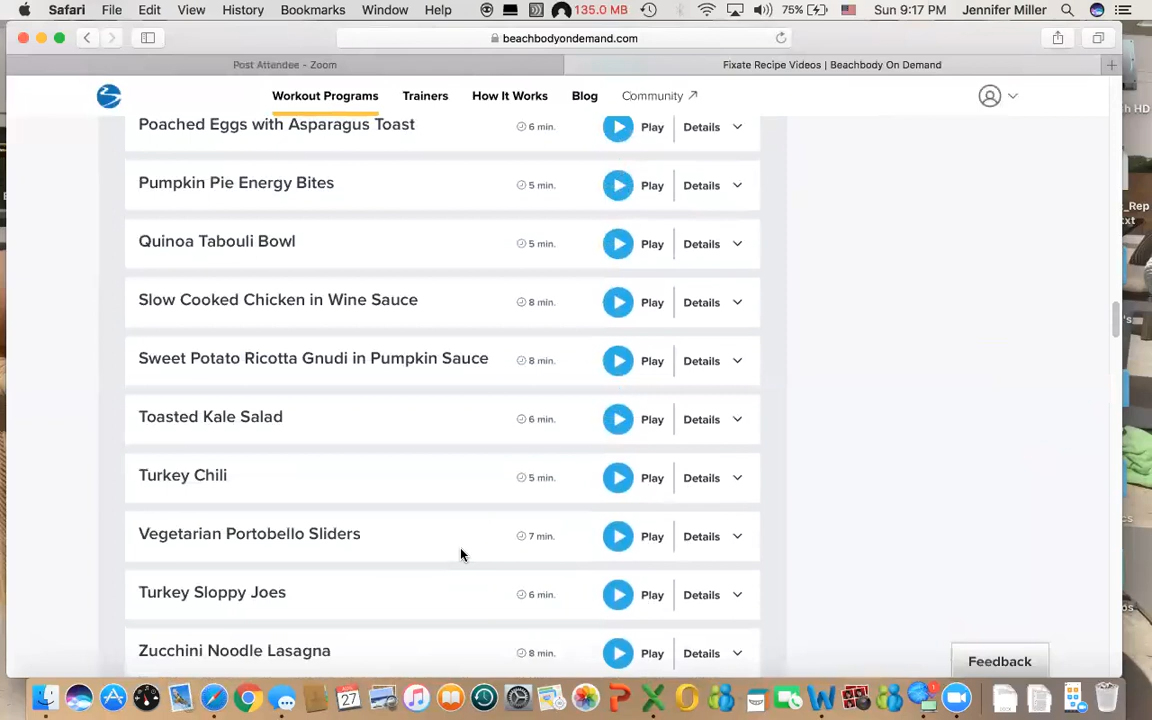 Safari File Edit View History Bookmarks Window Help 135.0 MB 75% Sun 9:17 PM Jennifer Miller
beachbodyondemand.com
Post Attendee - Zoom Fixate Recipe Videos | Beachbody On Demand
Workout Programs Trainers How It Works Blog Community
Poached Eggs with Asparagus Toast 6 min. Play Details
Pumpkin Pie Energy Bites 5 min. Play Details
Quinoa Tabouli Bowl 5 min. Play Details
Slow Cooked Chicken in Wine Sauce 8 min. Play Details
Sweet Potato Ricotta Gnudi in Pumpkin Sauce 8 min. Play Details
Toasted Kale Salad 6 min. Play Details
Turkey Chili 5 min. Play Details
Vegetarian Portobello Sliders 7 min. Play Details
Turkey Sloppy Joes 6 min. Play Details
Zucchini Noodle Lasagna 8 min. Play Details
Feedback